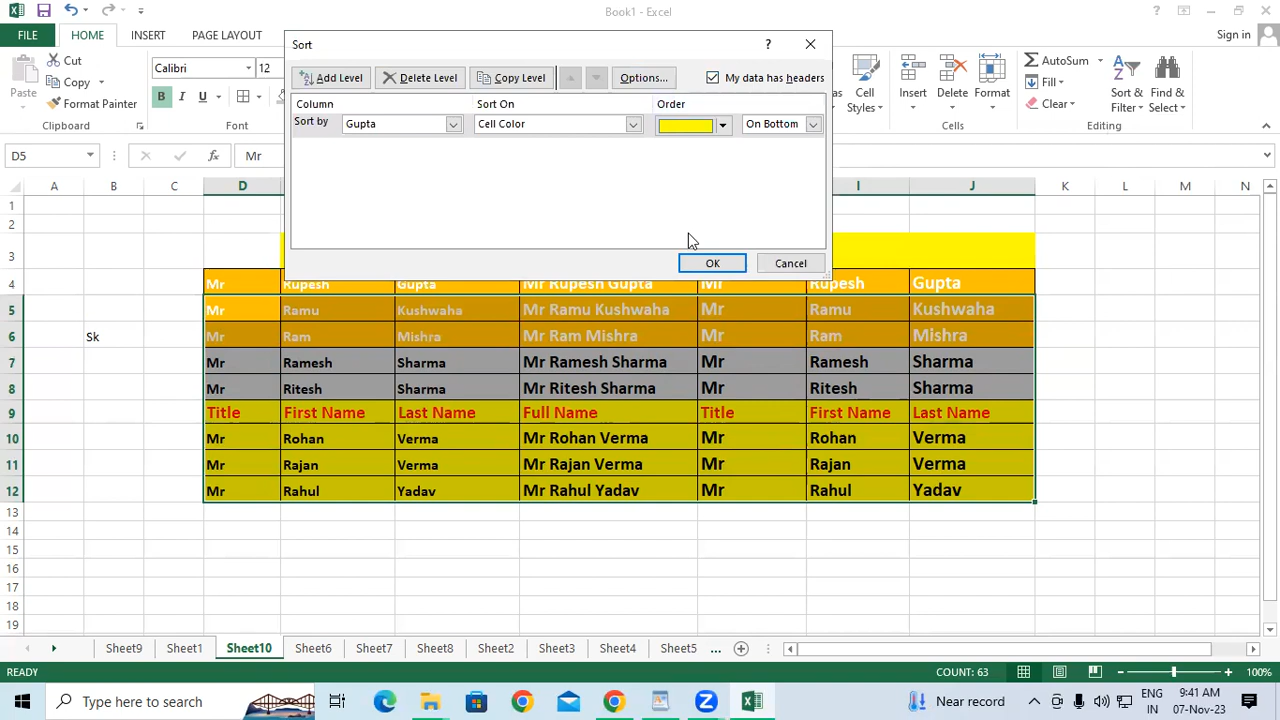 Book1 - Excel
FILE HOME INSERT PAGE LAYOUT Sign in
Sort
Cut
Copy
Format Painter
Paste
Clipboard
Calibri 12
B I U
Font
Add Level Delete Level Copy Level Options... My data has headers
Column Sort On Order
Sort by Gupta Cell Color On Bottom
OK Cancel
Cell Styles
Insert Delete Format
Cells
AutoSum
Fill
Clear
Sort & Filter
Find & Select
Editing
D5 Mr
A B C D I J K L M N
1
2
3
4 Mr Rupesh Gupta Mr Rupesh Gupta Mr Rupesh Gupta
5 Mr Ramu Kushwaha Mr Ramu Kushwaha Mr Ramu Kushwaha
6 Sk Mr Ram Mishra Mr Ram Mishra Mr Ram Mishra
7 Mr Ramesh Sharma Mr Ramesh Sharma Mr Ramesh Sharma
8 Mr Ritesh Sharma Mr Ritesh Sharma Mr Ritesh Sharma
9 Title First Name Last Name Full Name Title First Name Last Name
10 Mr Rohan Verma Mr Rohan Verma Mr Rohan Verma
11 Mr Rajan Verma Mr Rajan Verma Mr Rajan Verma
12 Mr Rahul Yadav Mr Rahul Yadav Mr Rahul Yadav
13
14
15
16
17
18
19
Sheet9 Sheet1 Sheet10 Sheet6 Sheet7 Sheet8 Sheet2 Sheet3 Sheet4 Sheet5 ...
READY COUNT: 63 100%
Type here to search Near record ENG IN 9:41 AM 07-Nov-23